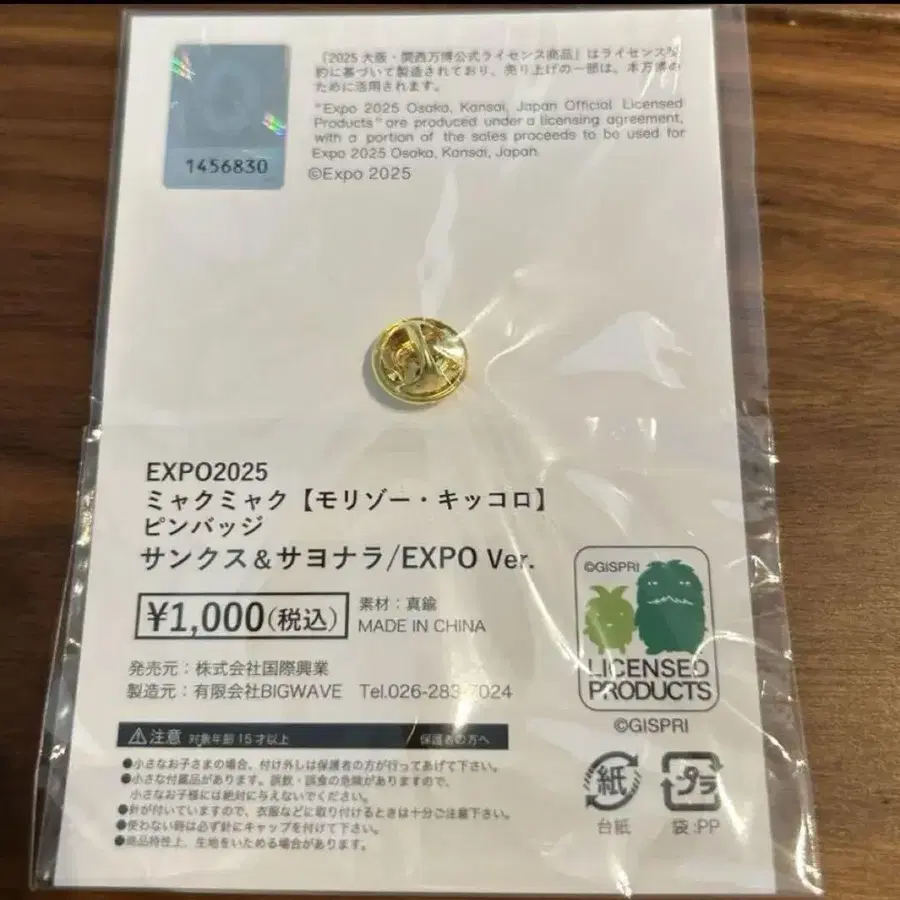 「2025 大阪・関西万博公式ライセンス商品」はライセンス契
約に基づいて製造されており、売り上げの一部は、本万博の
ために活用されます。
"Expo 2025 Osaka, Kansai, Japan Official Licensed
Products" are produced under a licensing agreement,
with a portion of the sales proceeds to be used for
Expo 2025 Osaka, Kansai, Japan.
©Expo 2025
1456830
EXPO2025
ミャクミャク【モリゾー・キッコロ】
ピンバッジ
サンクス&サヨナラ/EXPO Ver.
¥1,000(税込)
素材:真鍮
MADE IN CHINA
発売元:株式会社国際興業
製造元:有限会社BIGWAVE Tel.026-283-7024
©GISPRI
LICENSED
PRODUCTS
©GISPRI
⚠注意 対象年齢15才以上 保護者の方へ
●小さなお子さまの場合、付け外しは保護者の方が行ってあげて下さい。
●小さな付属品があります。誤飲・誤食の危険がありますので、
小さなお子様には絶対に与えないでください。
●針が付いていますので、衣服などに取り付けるときは十分ご注意下さい。
●使わない時は必ず針にキャップを付けて下さい。
●商品特性上、生地をいためる場合があります。
紙
台紙
プラ
袋:PP